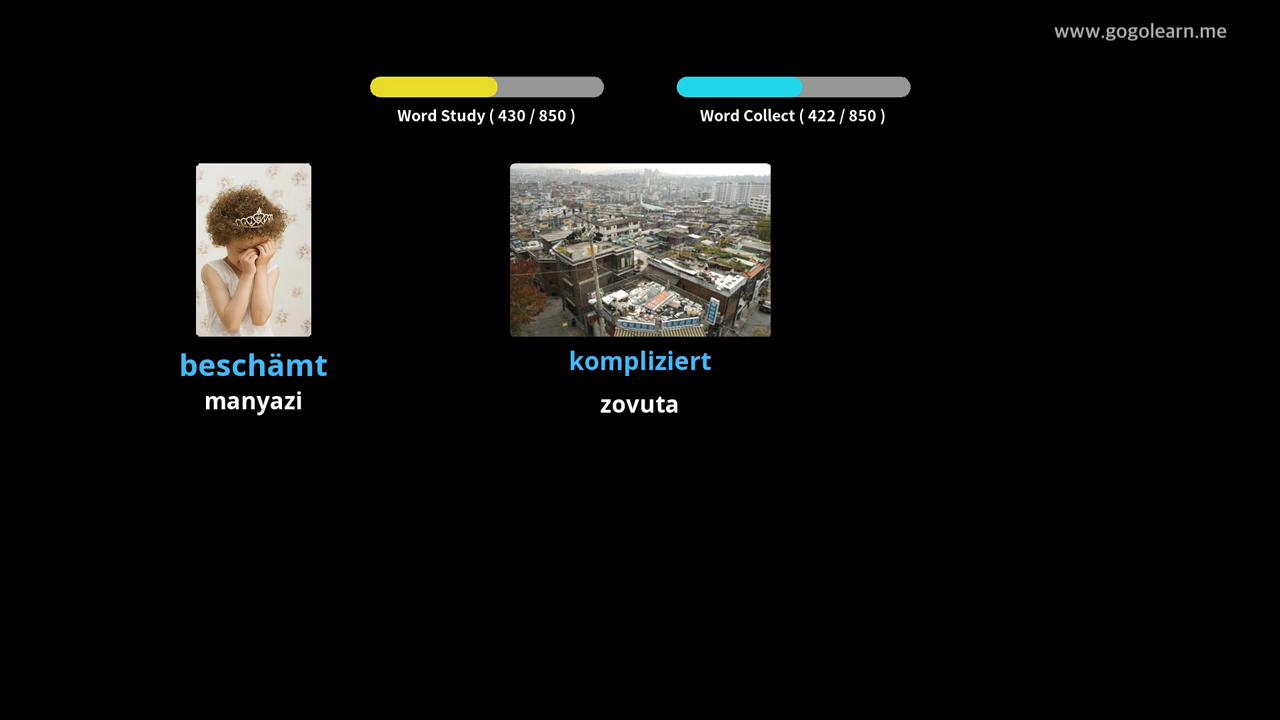 www.gogolearn.me
Word Study ( 430 / 850 )
Word Collect ( 422 / 850 )
beschämt
manyazi
kompliziert
zovuta